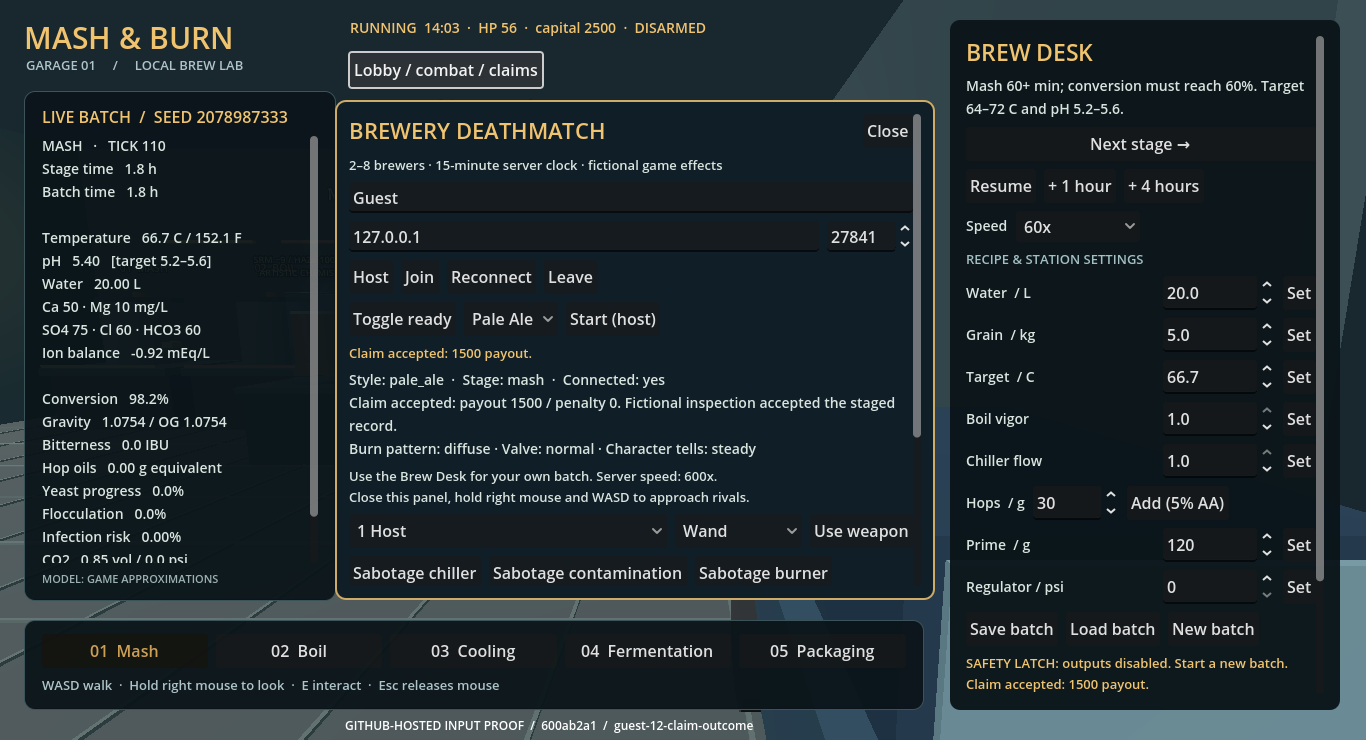 MASH & BURN
GARAGE 01 / LOCAL BREW LAB
RUNNING 14:03 · HP 56 · capital 2500 · DISARMED
Lobby / combat / claims
LIVE BATCH / SEED 2078987333
MASH · TICK 110
Stage time 1.8 h
Batch time 1.8 h
Temperature 66.7 C / 152.1 F
pH 5.40 [target 5.2–5.6]
Water 20.00 L
Ca 50 · Mg 10 mg/L
SO4 75 · Cl 60 · HCO3 60
Ion balance -0.92 mEq/L
Conversion 98.2%
Gravity 1.0754 / OG 1.0754
Bitterness 0.0 IBU
Hop oils 0.00 g equivalent
Yeast progress 0.0%
Flocculation 0.0%
Infection risk 0.00%
CO2 0.85 vol / 0.0 psi
MODEL: GAME APPROXIMATIONS
BREWERY DEATHMATCH
Close
2–8 brewers · 15-minute server clock · fictional game effects
Guest
127.0.0.1 27841
Host Join Reconnect Leave
Toggle ready Pale Ale Start (host)
Claim accepted: 1500 payout.
Style: pale_ale · Stage: mash · Connected: yes
Claim accepted: payout 1500 / penalty 0. Fictional inspection accepted the staged
record.
Burn pattern: diffuse · Valve: normal · Character tells: steady
Use the Brew Desk for your own batch. Server speed: 600x.
Close this panel, hold right mouse and WASD to approach rivals.
1 Host Wand Use weapon
Sabotage chiller Sabotage contamination Sabotage burner
BREW DESK
Mash 60+ min; conversion must reach 60%. Target
64–72 C and pH 5.2–5.6.
Next stage →
Resume + 1 hour + 4 hours
Speed 60x
RECIPE & STATION SETTINGS
Water / L 20.0 Set
Grain / kg 5.0 Set
Target / C 66.7 Set
Boil vigor 1.0 Set
Chiller flow 1.0 Set
Hops / g 30 Add (5% AA)
Prime / g 120 Set
Regulator / psi 0 Set
Save batch Load batch New batch
SAFETY LATCH: outputs disabled. Start a new batch.
Claim accepted: 1500 payout.
01 Mash 02 Boil 03 Cooling 04 Fermentation 05 Packaging
WASD walk · Hold right mouse to look · E interact · Esc releases mouse
GITHUB-HOSTED INPUT PROOF / 600ab2a1 / guest-12-claim-outcome